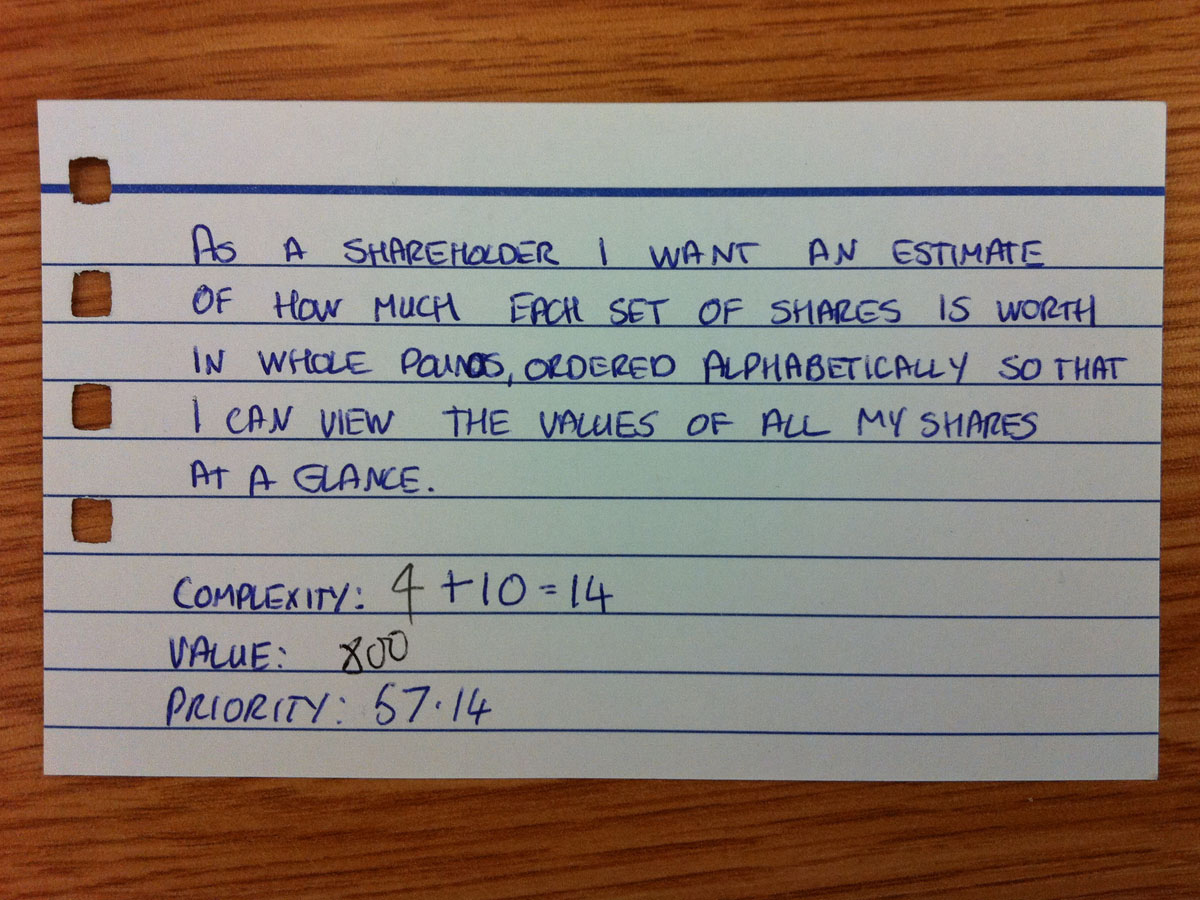 AS A SHAREHOLDER I WANT AN ESTIMATE
OF HOW MUCH EACH SET OF SHARES IS WORTH
IN WHOLE POUNDS, ORDERED ALPHABETICALLY SO THAT
I CAN VIEW THE VALUES OF ALL MY SHARES
AT A GLANCE.
COMPLEXITY: 4 + 10 = 14
VALUE: 800
PRIORITY: 57.14